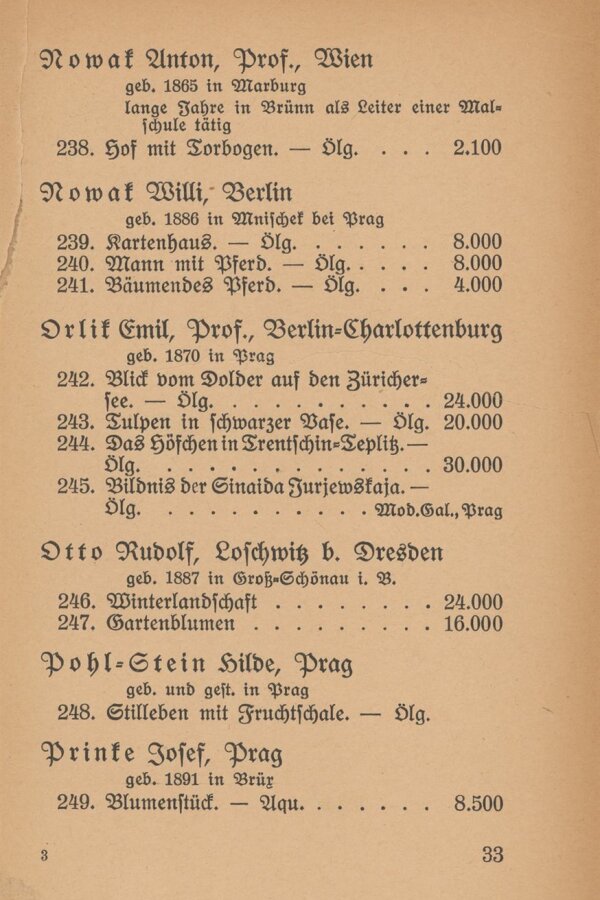 Nowak Anton, Prof., Wien
geb. 1865 in Marburg
lange Jahre in Brünn als Leiter einer Mal-
schule tätig
238. Hof mit Torbogen. — Ölg. . . . 2.100
Nowak Willi, Berlin
geb. 1886 in Mnischek bei Prag
239. Kartenhaus. — Ölg. . . . . . . 8.000
240. Mann mit Pferd. — Ölg. . . . . 8.000
241. Bäumendes Pferd. — Ölg. . . . 4.000
Orlik Emil, Prof., Berlin-Charlottenburg
geb. 1870 in Prag
242. Blick vom Dolder auf den Züricher-
see. — Ölg. . . . . . . . . . . 24.000
243. Tulpen in schwarzer Vase. — Ölg. 20.000
244. Das Höfchen in Trentschin-Teplitz. —
Ölg. . . . . . . . . . . . . . 30.000
245. Bildnis der Sinaida Jurjewskaja. —
Ölg. . . . . . . . . . . Mod. Gal., Prag
Otto Rudolf, Loschwitz b. Dresden
geb. 1887 in Groß-Schönau i. B.
246. Winterlandschaft . . . . . . . . 24.000
247. Gartenblumen . . . . . . . . . 16.000
Pohl-Stein Hilde, Prag
geb. und gest. in Prag
248. Stilleben mit Fruchtschale. — Ölg.
Prinke Josef, Prag
geb. 1891 in Brüx
249. Blumenstück. — Aqu. . . . . . . 8.500
3 33